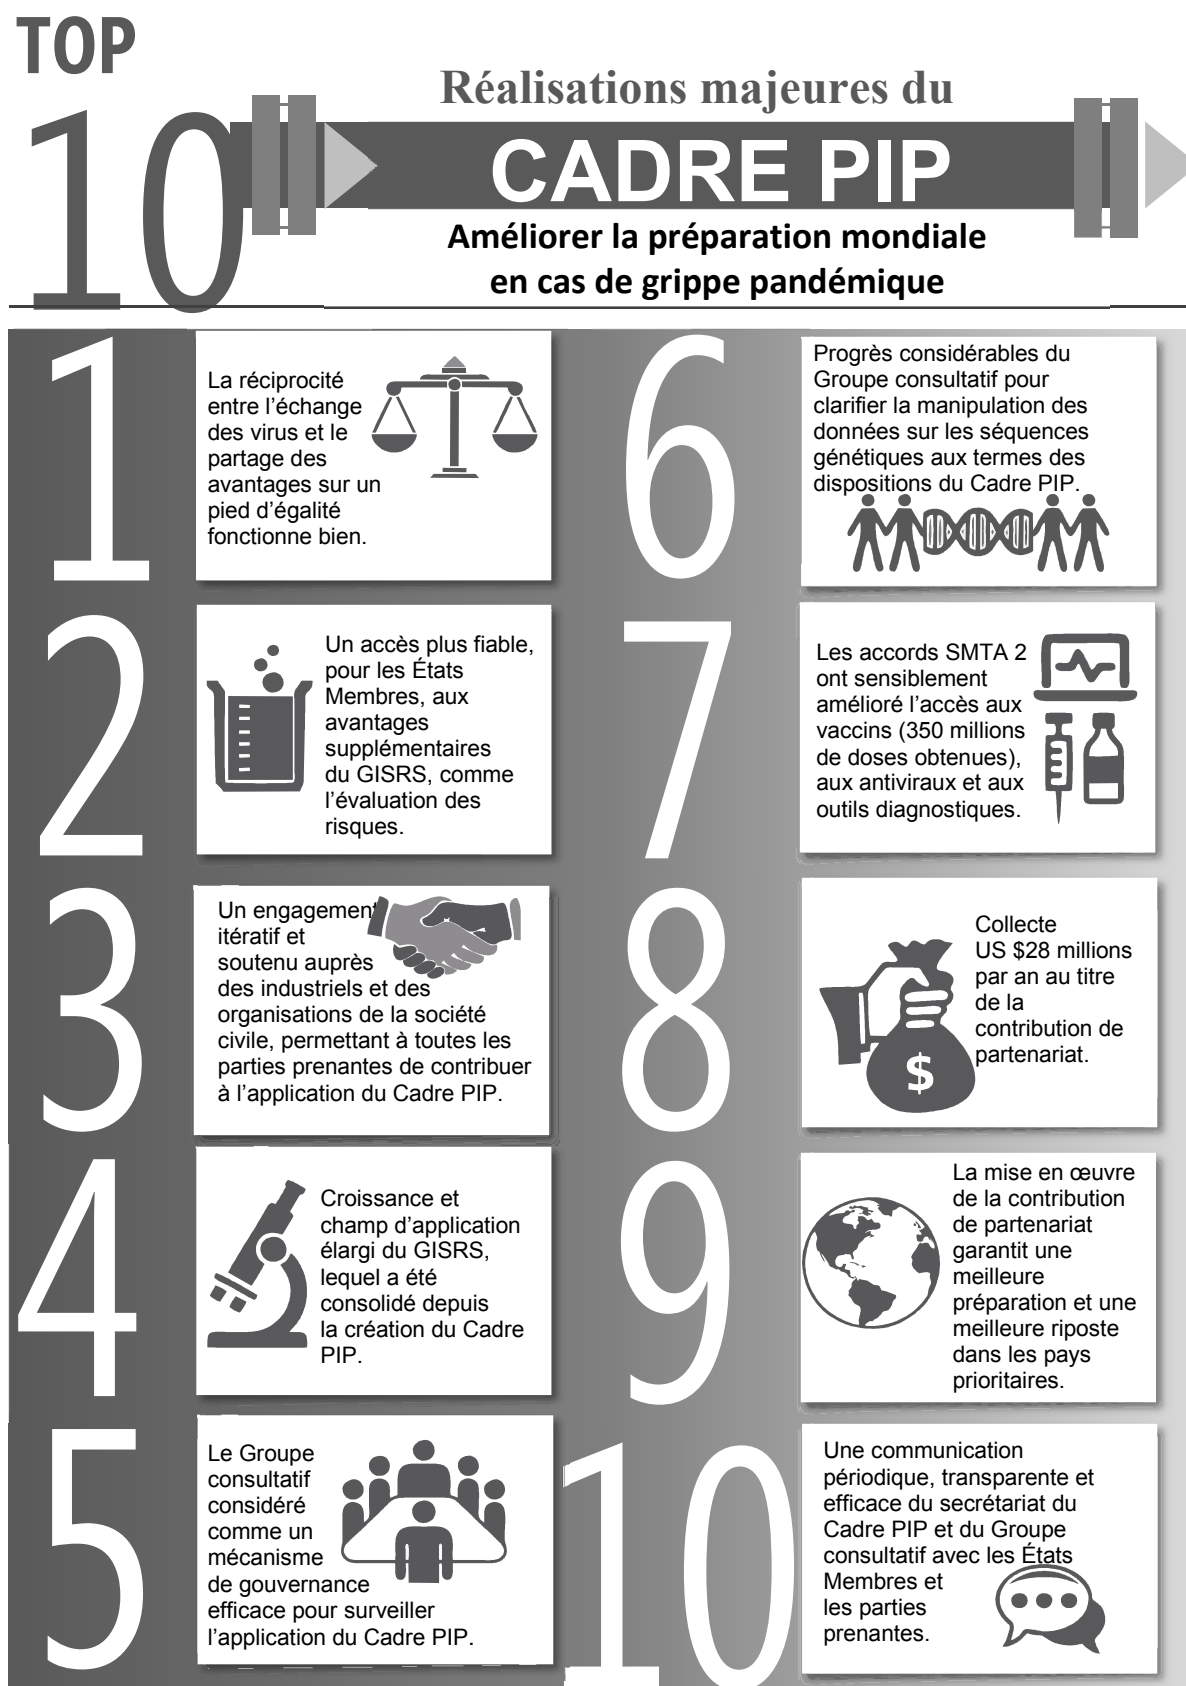 TOP
10
Réalisations majeures du
CADRE PIP
Améliorer la préparation mondiale
en cas de grippe pandémique
1
La réciprocité
entre l'échange
des virus et le
partage des
avantages sur un
pied d'égalité
fonctionne bien.
2
Un accès plus fiable,
pour les États
Membres, aux
avantages
supplémentaires
du GISRS, comme
l'évaluation des
risques.
3
Un engagement
itératif et
soutenu auprès
des industriels et des
organisations de la société
civile, permettant à toutes les
parties prenantes de contribuer
à l'application du Cadre PIP.
4
Croissance et
champ d'application
élargi du GISRS,
lequel a été
consolidé depuis
la création du Cadre
PIP.
5
Le Groupe
consultatif
considéré
comme un
mécanisme
de gouvernance
efficace pour surveiller
l'application du Cadre PIP.
6
Progrès considérables du
Groupe consultatif pour
clarifier la manipulation des
données sur les séquences
génétiques aux termes des
dispositions du Cadre PIP.
7
Les accords SMTA 2
ont sensiblement
amélioré l'accès aux
vaccins (350 millions
de doses obtenues),
aux antiviraux et aux
outils diagnostiques.
8
Collecte
US $28 millions
par an au titre
de la
contribution de
partenariat.
$
9
La mise en œuvre
de la contribution
de partenariat
garantit une
meilleure
préparation et une
meilleure riposte
dans les pays
prioritaires.
10
Une communication
périodique, transparente et
efficace du secrétariat du
Cadre PIP et du Groupe
consultatif avec les États
Membres et
les parties
prenantes.